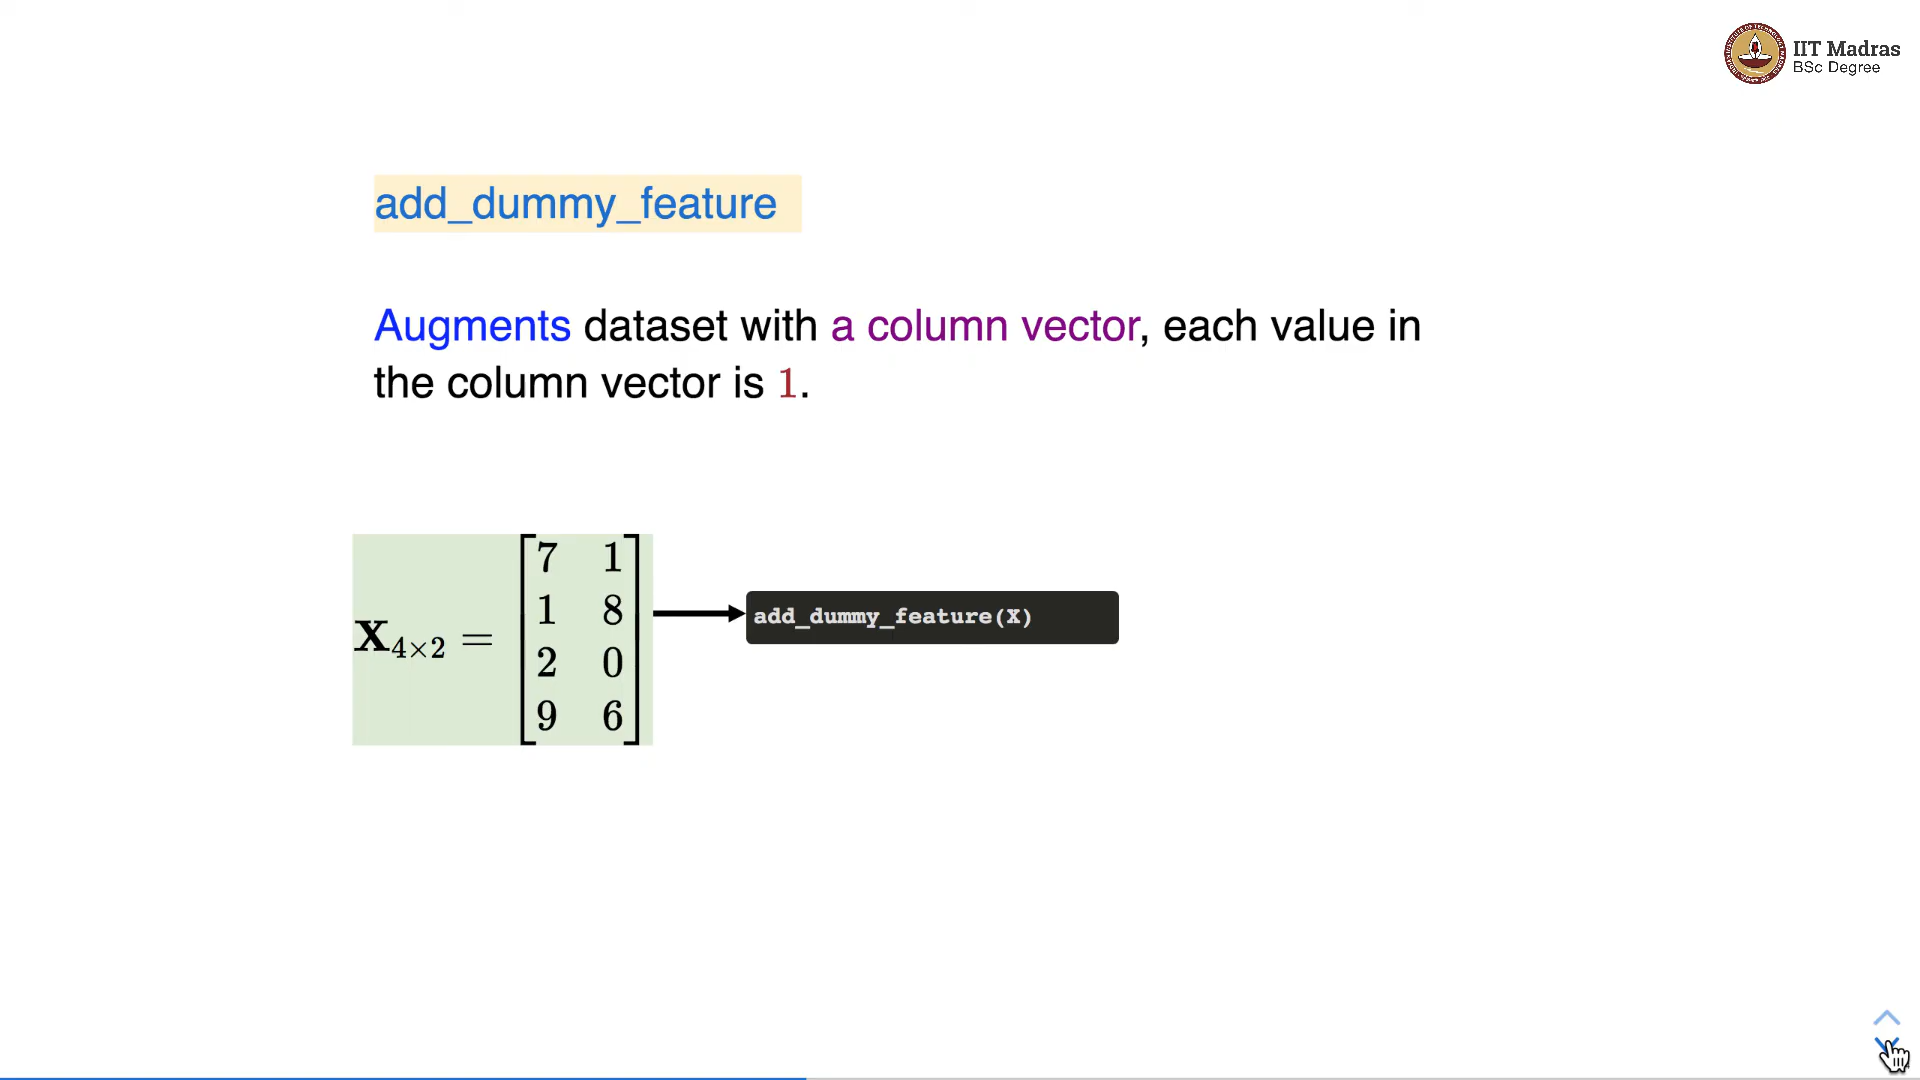 IIT Madras
BSc Degree
add_dummy_feature
Augments dataset with a column vector, each value in
the column vector is 1.
X4×2 =
7 1
1 8
2 0
9 6
add_dummy_feature(X)